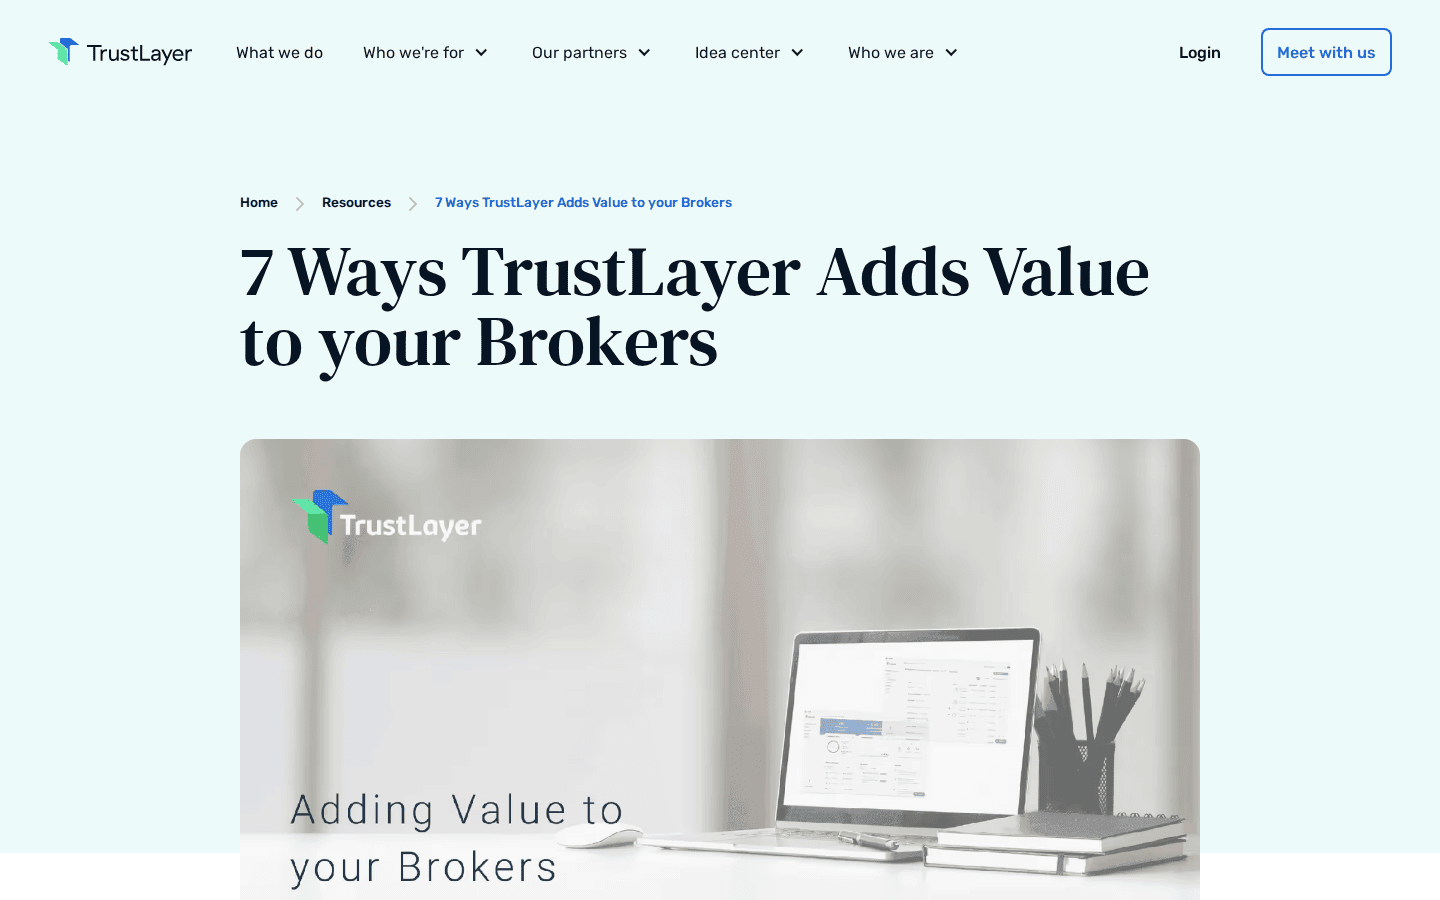 TrustLayer
What we do
Who we're for
Our partners
Idea center
Who we are
Login
Meet with us
Home
Resources
7 Ways TrustLayer Adds Value to your Brokers
7 Ways TrustLayer Adds Value
to your Brokers
TrustLayer
Adding Value to
your Brokers